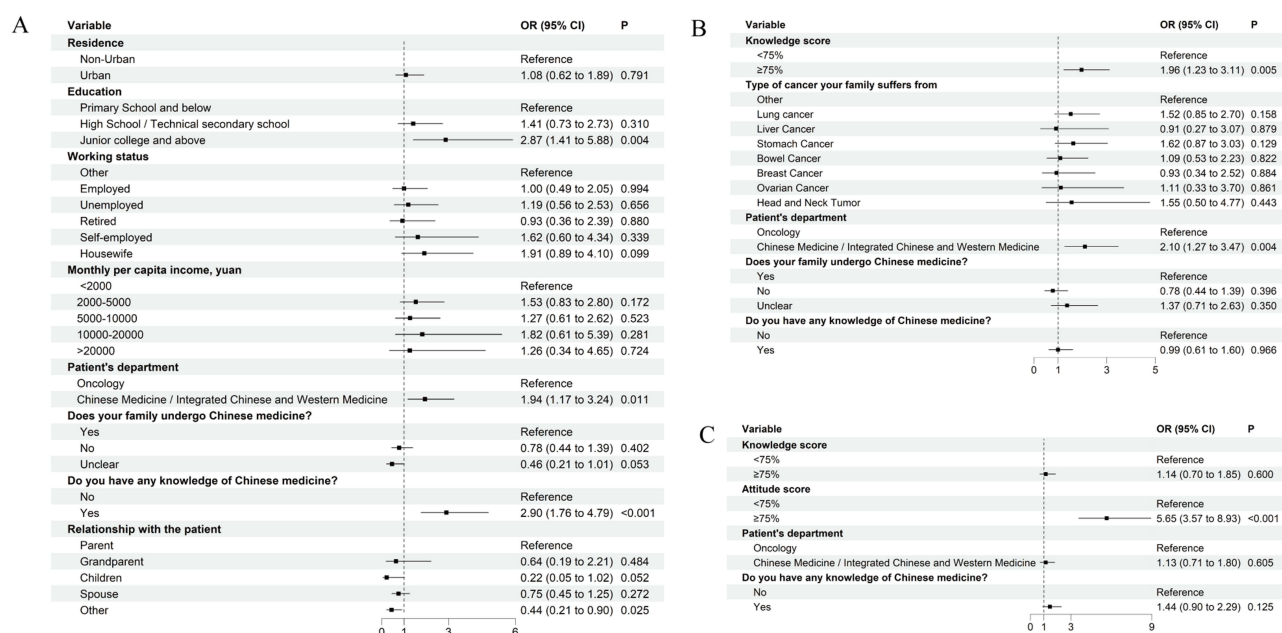 A
Variable OR (95% CI) P
Residence
Non-Urban Reference
Urban 1.08 (0.62 to 1.89) 0.791
Education
Primary School and below Reference
High School / Technical secondary school 1.41 (0.73 to 2.73) 0.310
Junior college and above 2.87 (1.41 to 5.88) 0.004
Working status
Other Reference
Employed 1.00 (0.49 to 2.05) 0.994
Unemployed 1.19 (0.56 to 2.53) 0.656
Retired 0.93 (0.36 to 2.39) 0.880
Self-employed 1.62 (0.60 to 4.34) 0.339
Housewife 1.91 (0.89 to 4.10) 0.099
Monthly per capita income, yuan
<2000 Reference
2000-5000 1.53 (0.83 to 2.80) 0.172
5000-10000 1.27 (0.61 to 2.62) 0.523
10000-20000 1.82 (0.61 to 5.39) 0.281
>20000 1.26 (0.34 to 4.65) 0.724
Patient's department
Oncology Reference
Chinese Medicine / Integrated Chinese and Western Medicine 1.94 (1.17 to 3.24) 0.011
Does your family undergo Chinese medicine?
Yes Reference
No 0.78 (0.44 to 1.39) 0.402
Unclear 0.46 (0.21 to 1.01) 0.053
Do you have any knowledge of Chinese medicine?
No Reference
Yes 2.90 (1.76 to 4.79) <0.001
Relationship with the patient
Parent Reference
Grandparent 0.64 (0.19 to 2.21) 0.484
Children 0.22 (0.05 to 1.02) 0.052
Spouse 0.75 (0.45 to 1.25) 0.272
Other 0.44 (0.21 to 0.90) 0.025
0 1 3 6
B
Variable OR (95% CI) P
Knowledge score
<75% Reference
≥75% 1.96 (1.23 to 3.11) 0.005
Type of cancer your family suffers from
Other Reference
Lung cancer 1.52 (0.85 to 2.70) 0.158
Liver Cancer 0.91 (0.27 to 3.07) 0.879
Stomach Cancer 1.62 (0.87 to 3.03) 0.129
Bowel Cancer 1.09 (0.53 to 2.23) 0.822
Breast Cancer 0.93 (0.34 to 2.52) 0.884
Ovarian Cancer 1.11 (0.33 to 3.70) 0.861
Head and Neck Tumor 1.55 (0.50 to 4.77) 0.443
Patient's department
Oncology Reference
Chinese Medicine / Integrated Chinese and Western Medicine 2.10 (1.27 to 3.47) 0.004
Does your family undergo Chinese medicine?
Yes Reference
No 0.78 (0.44 to 1.39) 0.396
Unclear 1.37 (0.71 to 2.63) 0.350
Do you have any knowledge of Chinese medicine?
No Reference
Yes 0.99 (0.61 to 1.60) 0.966
0 1 3 5
C
Variable OR (95% CI) P
Knowledge score
<75% Reference
≥75% 1.14 (0.70 to 1.85) 0.600
Attitude score
<75% Reference
≥75% 5.65 (3.57 to 8.93) <0.001
Patient's department
Oncology Reference
Chinese Medicine / Integrated Chinese and Western Medicine 1.13 (0.71 to 1.80) 0.605
Do you have any knowledge of Chinese medicine?
No Reference
Yes 1.44 (0.90 to 2.29) 0.125
0 1 3 9